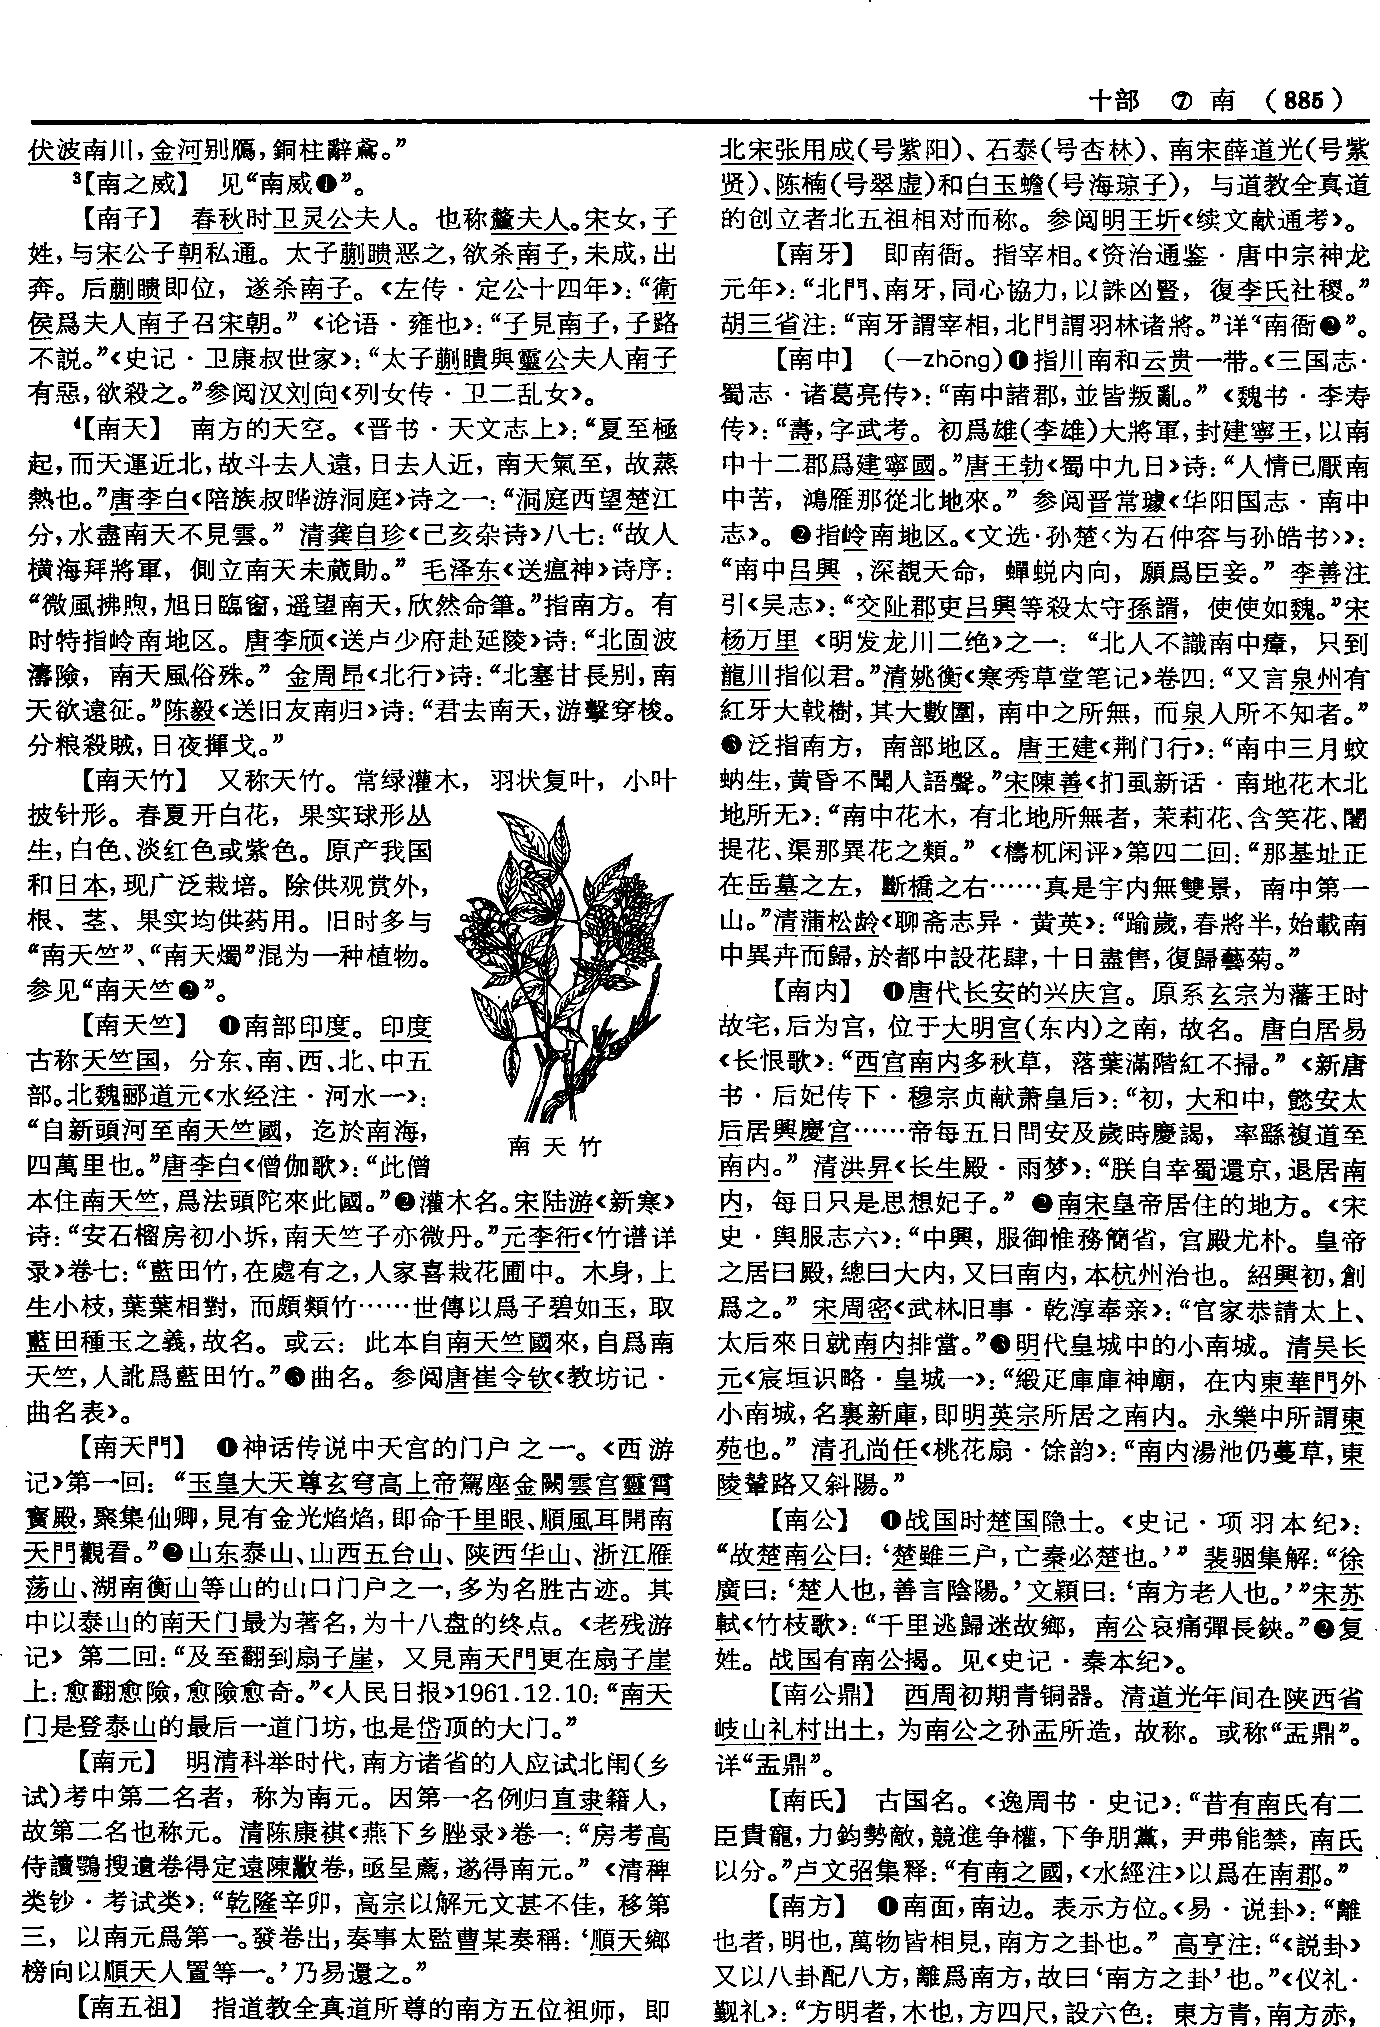 十部　⑦　南　（885）
伏波南川，金河别鴈，銅柱辭鳶。”
³【南之威】　见“南威❶”。
【南子】　春秋时卫灵公夫人。也称釐夫人。宋女，子
姓，与宋公子朝私通。太子蒯聩恶之，欲杀南子，未成，出
奔。后蒯聩即位，遂杀南子。《左传·定公十四年》：“衛
侯爲夫人南子召宋朝。”《论语·雍也》：“子見南子，子路
不説。”《史记·卫康叔世家》：“太子蒯聵與靈公夫人南子
有惡，欲殺之。”参阅汉刘向《列女传·卫二乱女》。
⁴【南天】　南方的天空。《晋书·天文志上》：“夏至極
起，而天運近北，故斗去人遠，日去人近，南天氣至，故蒸
熱也。”唐李白《陪族叔晔游洞庭》诗之一：“洞庭西望楚江
分，水盡南天不見雲。”清龚自珍《己亥杂诗》八七：“故人
横海拜將軍，側立南天未蕆勛。”毛泽东《送瘟神》诗序：
“微風拂煦，旭日臨窗，遥望南天，欣然命筆。”指南方。有
时特指岭南地区。唐李颀《送卢少府赴延陵》诗：“北固波
濤險，南天風俗殊。”金周昂《北行》诗：“北塞甘長别，南
天欲遠征。”陈毅《送旧友南归》诗：“君去南天，游擊穿梭。
分粮殺賊，日夜揮戈。”
【南天竹】　又称天竹。常绿灌木，羽状复叶，小叶
披针形。春夏开白花，果实球形丛
生，白色、淡红色或紫色。原产我国
和日本，现广泛栽培。除供观赏外，
根、茎、果实均供药用。旧时多与
“南天竺”、“南天燭”混为一种植物。
参见“南天竺❷”。
【南天竺】　❶南部印度。印度
古称天竺国，分东、南、西、北、中五
部。北魏郦道元《水经注·河水一》：
“自新頭河至南天竺國，迄於南海，
四萬里也。”唐李白《僧伽歌》：“此僧
南天竹
本住南天竺，爲法頭陀來此國。”❷灌木名。宋陆游《新寒》
诗：“安石榴房初小坼，南天竺子亦微丹。”元李衎《竹谱详
录》卷七：“藍田竹，在處有之，人家喜栽花圃中。木身，上
生小枝，葉葉相對，而頗類竹……世傳以爲子碧如玉，取
藍田種玉之義，故名。或云：此本自南天竺國來，自爲南
天竺，人訛爲藍田竹。”❸曲名。参阅唐崔令钦《教坊记·
曲名表》。
【南天門】　❶神话传说中天宫的门户之一。《西游
记》第一回：“玉皇大天尊玄穹高上帝駕座金闕雲宫靈霄
寶殿，聚集仙卿，見有金光焰焰，即命千里眼、順風耳開南
天門觀看。”❷山东泰山、山西五台山、陕西华山、浙江雁
荡山、湖南衡山等山的山口门户之一，多为名胜古迹。其
中以泰山的南天门最为著名，为十八盘的终点。《老残游
记》第二回：“及至翻到扇子崖，又見南天門更在扇子崖
上：愈翻愈險，愈險愈奇。”《人民日报》1961.12.10：“南天
门是登泰山的最后一道门坊，也是岱顶的大门。”
【南元】　明清科举时代，南方诸省的人应试北闱（乡
试）考中第二名者，称为南元。因第一名例归直隶籍人，
故第二名也称元。清陈康祺《燕下乡脞录》卷一：“房考高
侍讀鶚搜遺卷得定遠陳㪚卷，亟呈薦，遂得南元。”《清稗
类钞·考试类》：“乾隆辛卯，高宗以解元文甚不佳，移第
三，以南元爲第一。發卷出，奏事太監曹某奏稱：‘順天鄉
榜向以順天人置等一。’乃易還之。”
【南五祖】　指道教全真道所尊的南方五位祖师，即
北宋张用成（号紫阳）、石泰（号杏林）、南宋薛道光（号紫
贤）、陈楠（号翠虚）和白玉蟾（号海琼子），与道教全真道
的创立者北五祖相对而称。参阅明王圻《续文献通考》。
【南牙】　即南衙。指宰相。《资治通鉴·唐中宗神龙
元年》：“北門、南牙，同心協力，以誅凶豎，復李氏社稷。”
胡三省注：“南牙謂宰相，北門謂羽林诸將。”详“南衙❷”。
【南中】　（—zhōng）❶指川南和云贵一带。《三国志·
蜀志·诸葛亮传》：“南中諸郡，並皆叛亂。”《魏书·李寿
传》：“壽，字武考。初爲雄（李雄）大將軍，封建寧王，以南
中十二郡爲建寧國。”唐王勃《蜀中九日》诗：“人情已厭南
中苦，鴻雁那從北地來。”参阅晋常璩《华阳国志·南中
志》。❷指岭南地区。《文选·孙楚〈为石仲容与孙皓书〉》：
“南中吕興，深覩天命，蟬蜕内向，願爲臣妾。”李善注
引《吴志》：“交阯郡吏吕興等殺太守孫諝，使使如魏。”宋
杨万里《明发龙川二绝》之一：“北人不識南中瘴，只到
龍川指似君。”清姚衡《寒秀草堂笔记》卷四：“又言泉州有
紅牙大戟樹，其大數圍，南中之所無，而泉人所不知者。”
❸泛指南方，南部地区。唐王建《荆门行》：“南中三月蚊
蚋生，黄昏不聞人語聲。”宋陳善《扪虱新话·南地花木北
地所无》：“南中花木，有北地所無者，茉莉花、含笑花、闍
提花、渠那異花之類。”《檮杌闲评》第四二回：“那基址正
在岳墓之左，斷橋之右……真是宇内無雙景，南中第一
山。”清蒲松龄《聊斋志异·黄英》：“踰歲，春將半，始載南
中異卉而歸，於都中設花肆，十日盡售，復歸藝菊。”
【南内】　❶唐代长安的兴庆宫。原系玄宗为藩王时
故宅，后为宫，位于大明宫（东内）之南，故名。唐白居易
《长恨歌》：“西宫南内多秋草，落葉滿階紅不掃。”《新唐
书·后妃传下·穆宗贞献萧皇后》：“初，大和中，懿安太
后居興慶宫……帝每五日問安及歲時慶謁，率繇複道至
南内。”清洪昇《长生殿·雨梦》：“朕自幸蜀還京，退居南
内，每日只是思想妃子。”❷南宋皇帝居住的地方。《宋
史·舆服志六》：“中興，服御惟務簡省，宫殿尤朴。皇帝
之居曰殿，總曰大内，又曰南内，本杭州治也。紹興初，創
爲之。”宋周密《武林旧事·乾淳奉亲》：“官家恭請太上、
太后來日就南内排當。”❸明代皇城中的小南城。清吴长
元《宸垣识略·皇城一》：“緞疋庫庫神廟，在内東華門外
小南城，名裏新庫，即明英宗所居之南内。永樂中所謂東
苑也。”清孔尚任《桃花扇·馀韵》：“南内湯池仍蔓草，東
陵輦路又斜陽。”
【南公】　❶战国时楚国隐士。《史记·项羽本纪》：
“故楚南公曰：‘楚雖三户，亡秦必楚也。’”裴骃集解：“徐
廣曰：‘楚人也，善言陰陽。’文穎曰：‘南方老人也。’”宋苏
軾《竹枝歌》：“千里逃歸迷故鄉，南公哀痛彈長鋏。”❷复
姓。战国有南公揭。见《史记·秦本纪》。
【南公鼎】　西周初期青铜器。清道光年间在陕西省
岐山礼村出土，为南公之孙盂所造，故称。或称“盂鼎”。
详“盂鼎”。
【南氏】　古国名。《逸周书·史记》：“昔有南氏有二
臣貴寵，力鈞勢敵，競進争權，下争朋黨，尹弗能禁，南氏
以分。”卢文弨集释：“有南之國，《水經注》以爲在南郡。”
【南方】　❶南面，南边。表示方位。《易·说卦》：“離
也者，明也，萬物皆相見，南方之卦也。”高亨注：“《説卦》
又以八卦配八方，離爲南方，故曰‘南方之卦’也。”《仪礼·
觐礼》：“方明者，木也，方四尺，設六色：東方青，南方赤，